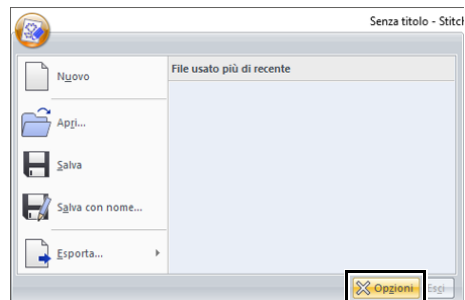 Senza titolo - Stitch
File usato più di recente
Nuovo
Apri...
Salva
Salva con nome...
Esporta...
Opzioni
Esci